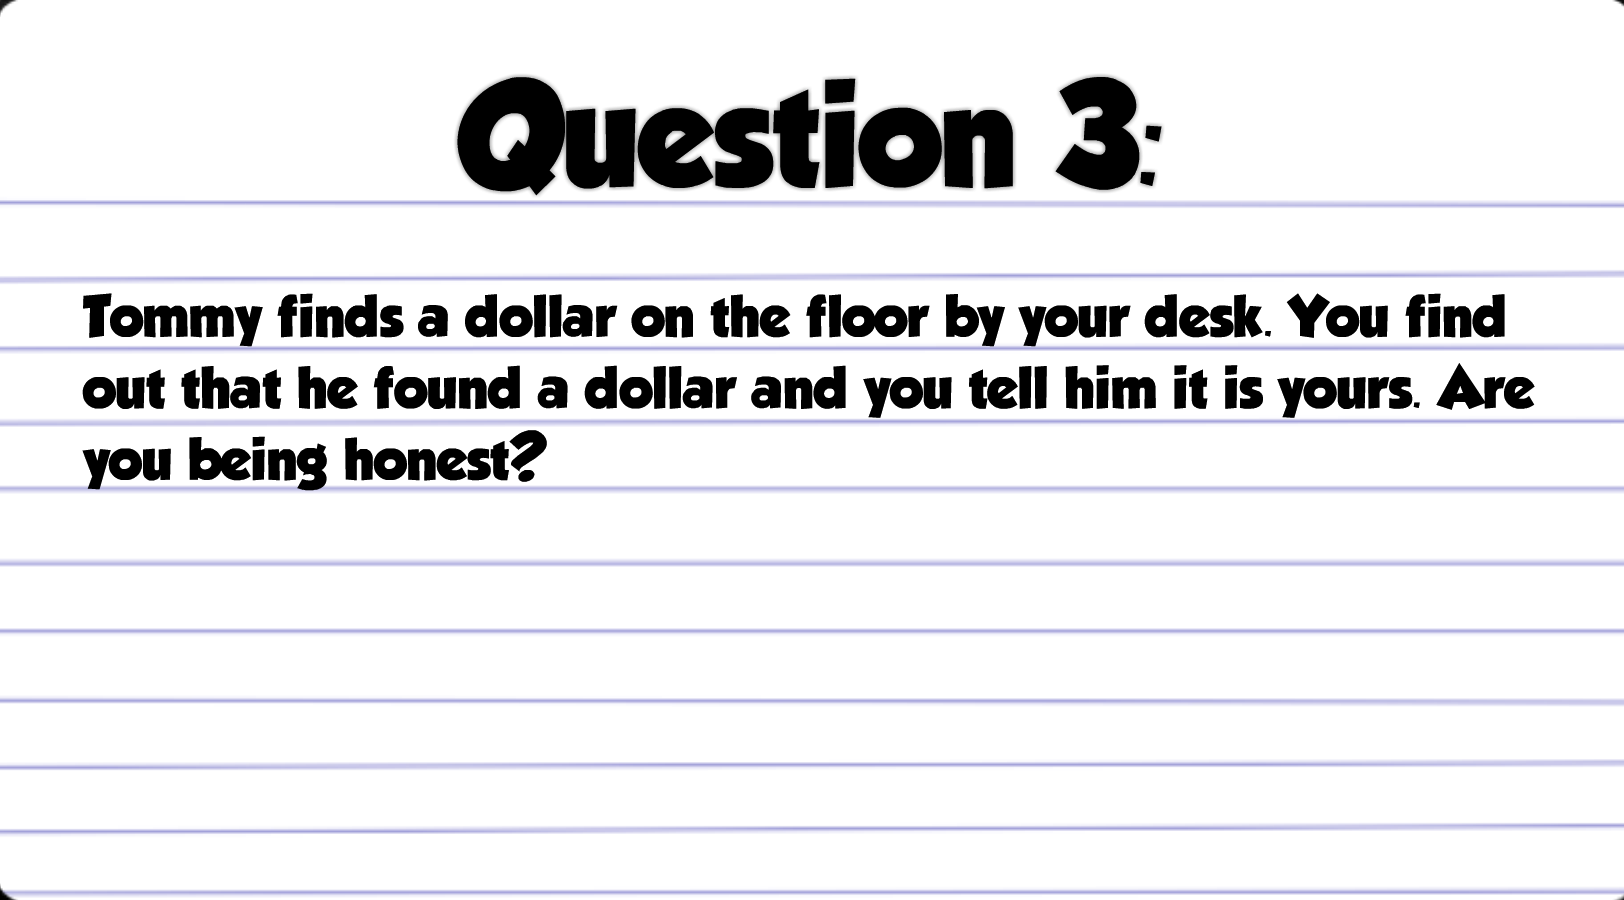 Question 3:
Tommy finds a dollar on the floor by your desk. You find
out that he found a dollar and you tell him it is yours. Are
you being honest?